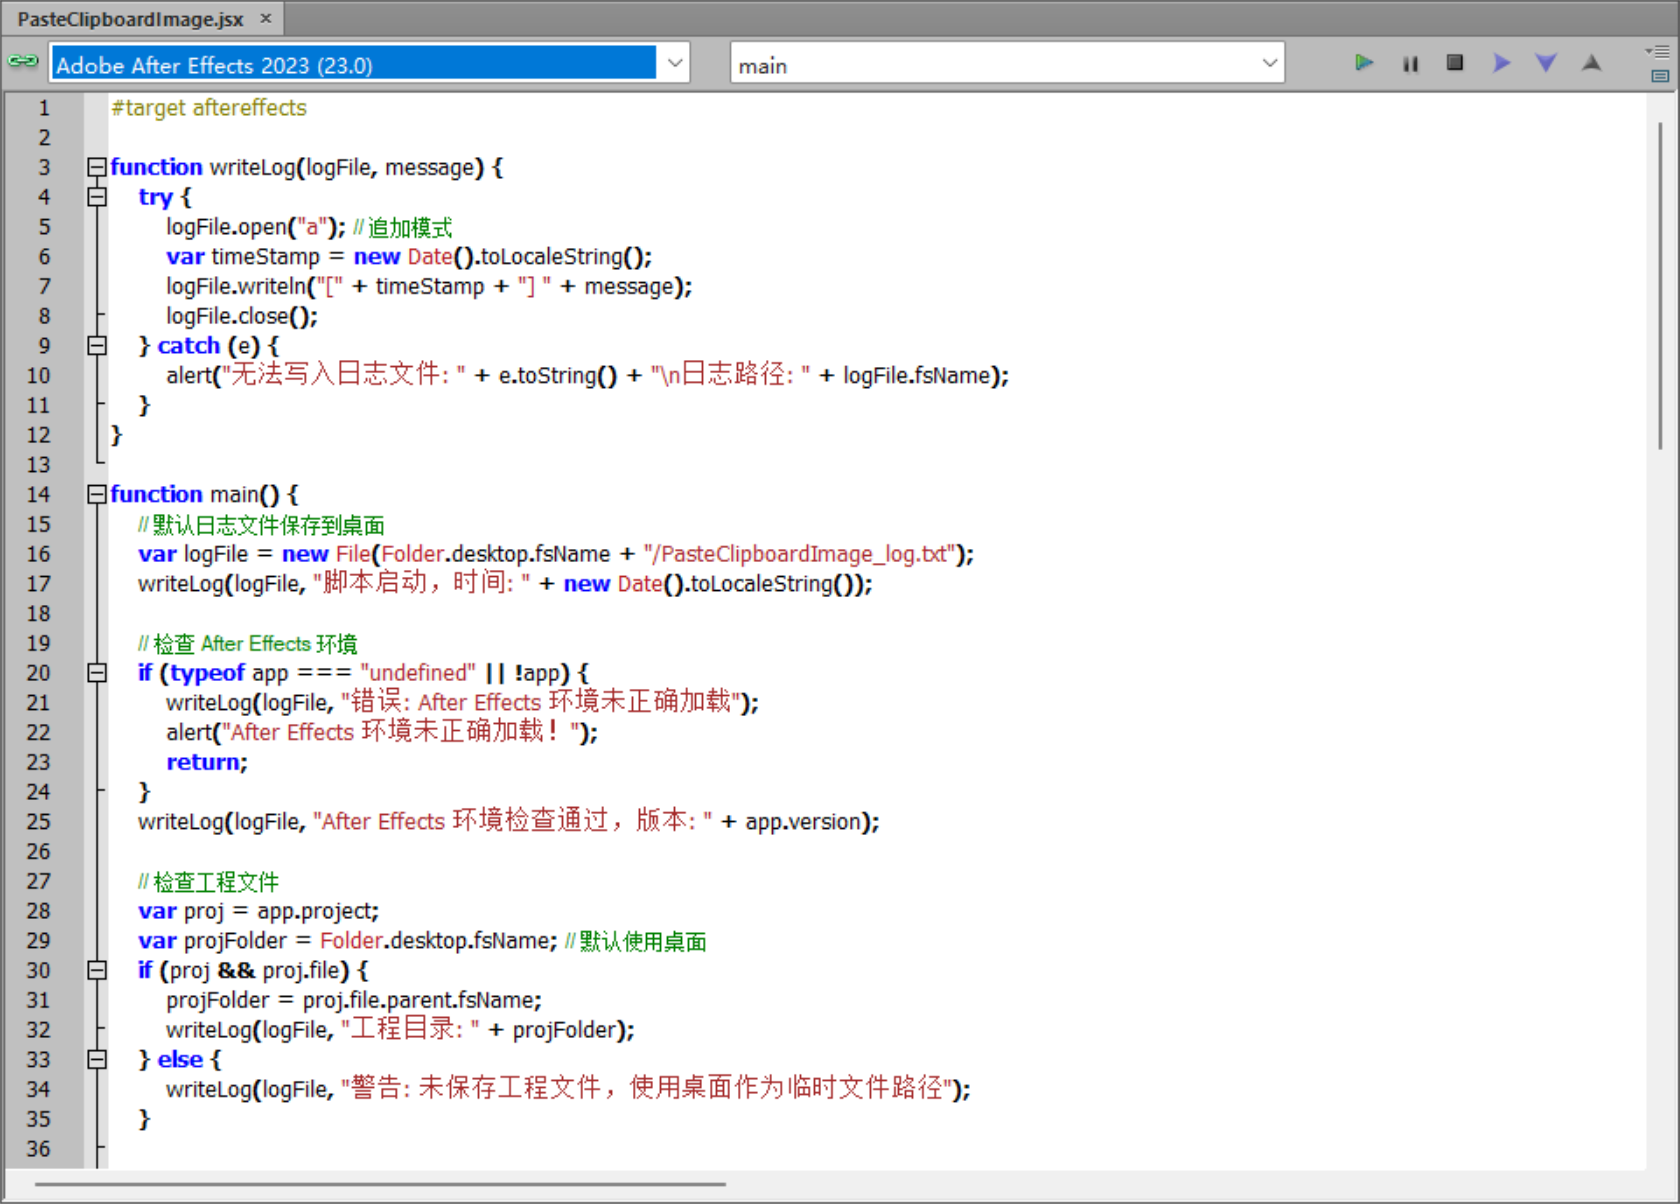 PasteClipboardImage.jsx ×
Adobe After Effects 2023 (23.0) main
1 #target aftereffects
2
3 function writeLog(logFile, message) {
4 try {
5 logFile.open("a"); // 追加模式
6 var timeStamp = new Date().toLocaleString();
7 logFile.writeln("[" + timeStamp + "] " + message);
8 logFile.close();
9 } catch (e) {
10 alert("无法写入日志文件: " + e.toString() + "\n日志路径: " + logFile.fsName);
11 }
12 }
13
14 function main() {
15 // 默认日志文件保存到桌面
16 var logFile = new File(Folder.desktop.fsName + "/PasteClipboardImage_log.txt");
17 writeLog(logFile, "脚本启动，时间: " + new Date().toLocaleString());
18
19 // 检查 After Effects 环境
20 if (typeof app === "undefined" || !app) {
21 writeLog(logFile, "错误: After Effects 环境未正确加载");
22 alert("After Effects 环境未正确加载！");
23 return;
24 }
25 writeLog(logFile, "After Effects 环境检查通过，版本: " + app.version);
26
27 // 检查工程文件
28 var proj = app.project;
29 var projFolder = Folder.desktop.fsName; // 默认使用桌面
30 if (proj && proj.file) {
31 projFolder = proj.file.parent.fsName;
32 writeLog(logFile, "工程目录: " + projFolder);
33 } else {
34 writeLog(logFile, "警告: 未保存工程文件，使用桌面作为临时文件路径");
35 }
36